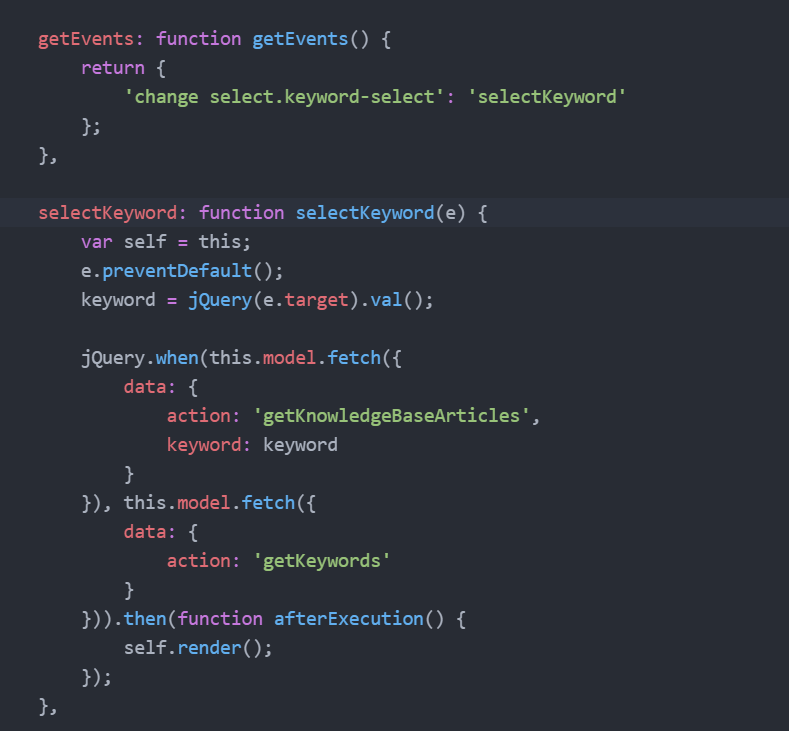 getEvents: function getEvents() {
    return {
        'change select.keyword-select': 'selectKeyword'
    };
},

selectKeyword: function selectKeyword(e) {
    var self = this;
    e.preventDefault();
    keyword = jQuery(e.target).val();

    jQuery.when(this.model.fetch({
        data: {
            action: 'getKnowledgeBaseArticles',
            keyword: keyword
        }
    }), this.model.fetch({
        data: {
            action: 'getKeywords'
        }
    })).then(function afterExecution() {
        self.render();
    });
},